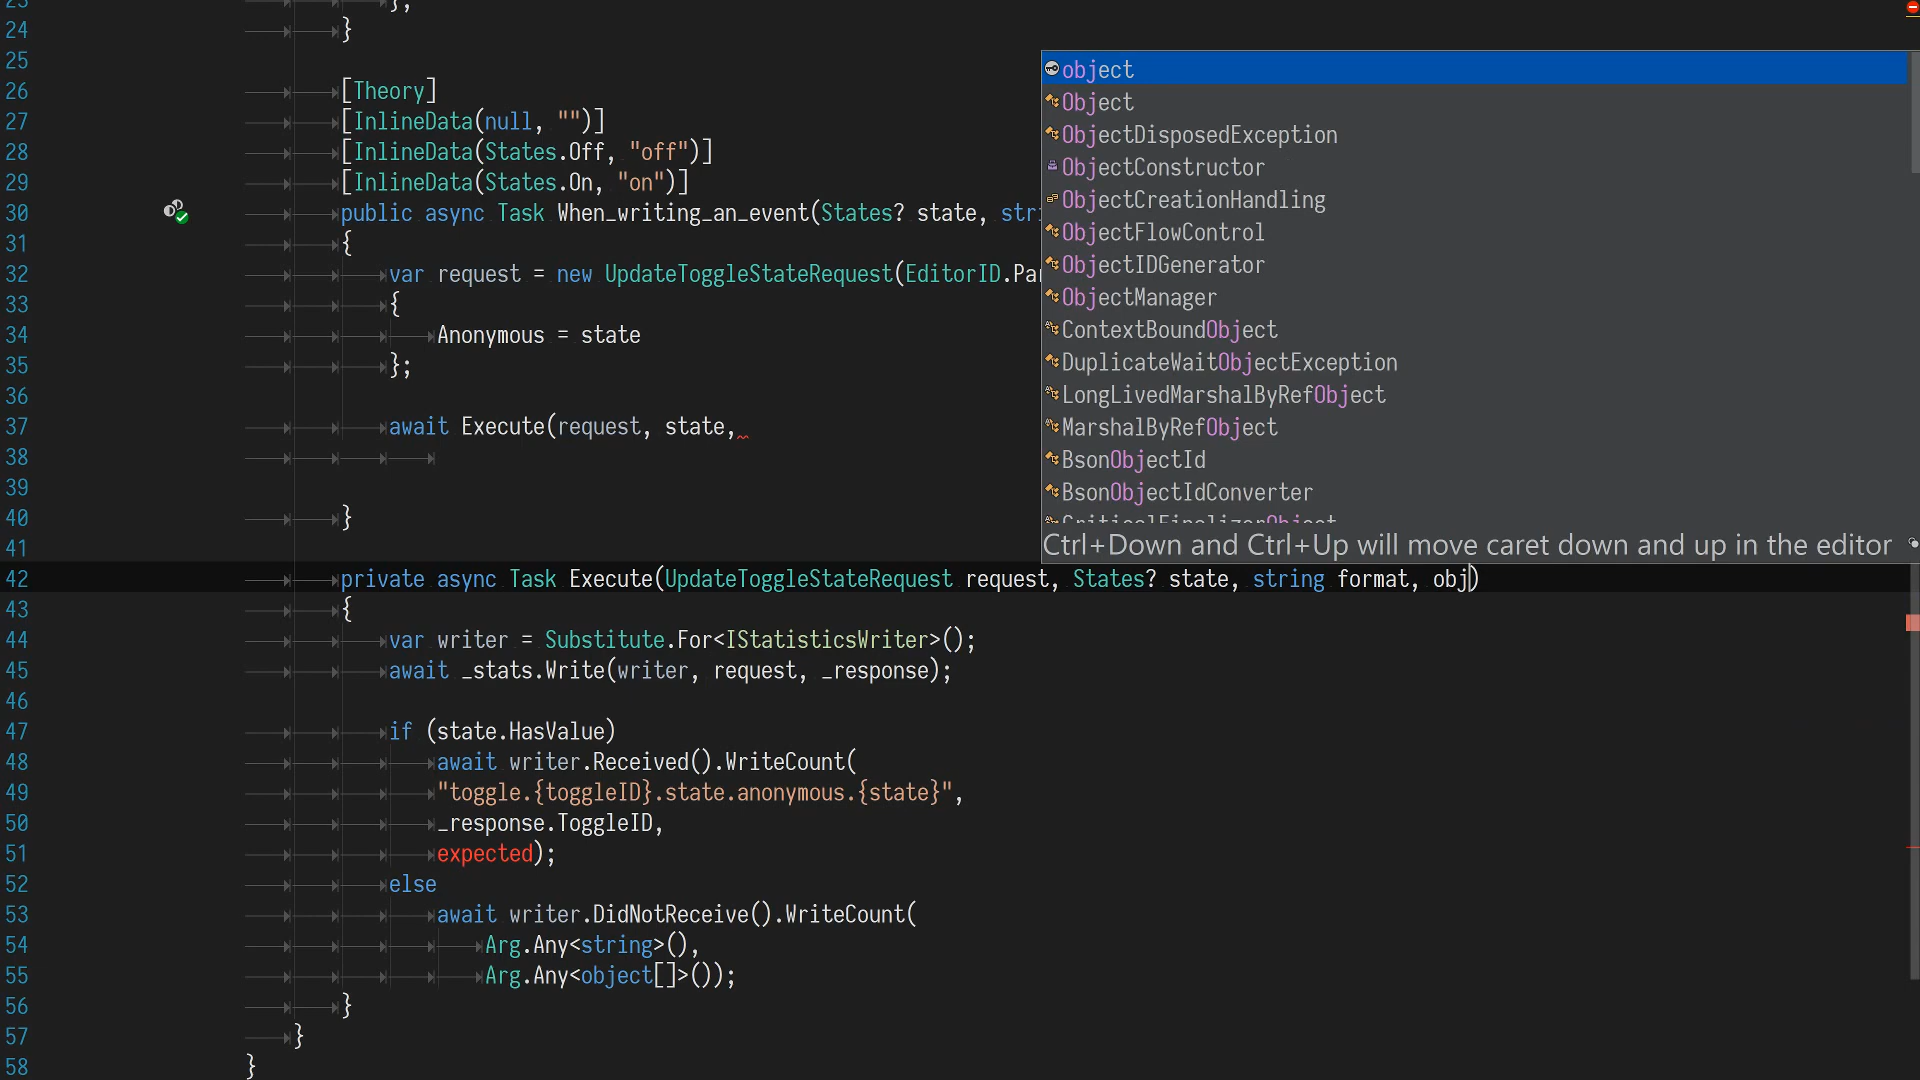 23 };
24 }
25
26 [Theory]
27 [InlineData(null, "")]
28 [InlineData(States.Off, "off")]
29 [InlineData(States.On, "on")]
30 public async Task When_writing_an_event(States? state, stri
31 {
32 var request = new UpdateToggleStateRequest(EditorID.Par
33 {
34 Anonymous = state
35 };
36
37 await Execute(request, state,
38
39
40 }
41
42 private async Task Execute(UpdateToggleStateRequest request, States? state, string format, obj)
43 {
44 var writer = Substitute.For<IStatisticsWriter>();
45 await _stats.Write(writer, request, _response);
46
47 if (state.HasValue)
48 await writer.Received().WriteCount(
49 "toggle.{toggleID}.state.anonymous.{state}",
50 _response.ToggleID,
51 expected);
52 else
53 await writer.DidNotReceive().WriteCount(
54 Arg.Any<string>(),
55 Arg.Any<object[]>());
56 }
57 }
58 }
object
Object
ObjectDisposedException
ObjectConstructor
ObjectCreationHandling
ObjectFlowControl
ObjectIDGenerator
ObjectManager
ContextBoundObject
DuplicateWaitObjectException
LongLivedMarshalByRefObject
MarshalByRefObject
BsonObjectId
BsonObjectIdConverter
CriticalFinalizerObject
Ctrl+Down and Ctrl+Up will move caret down and up in the editor